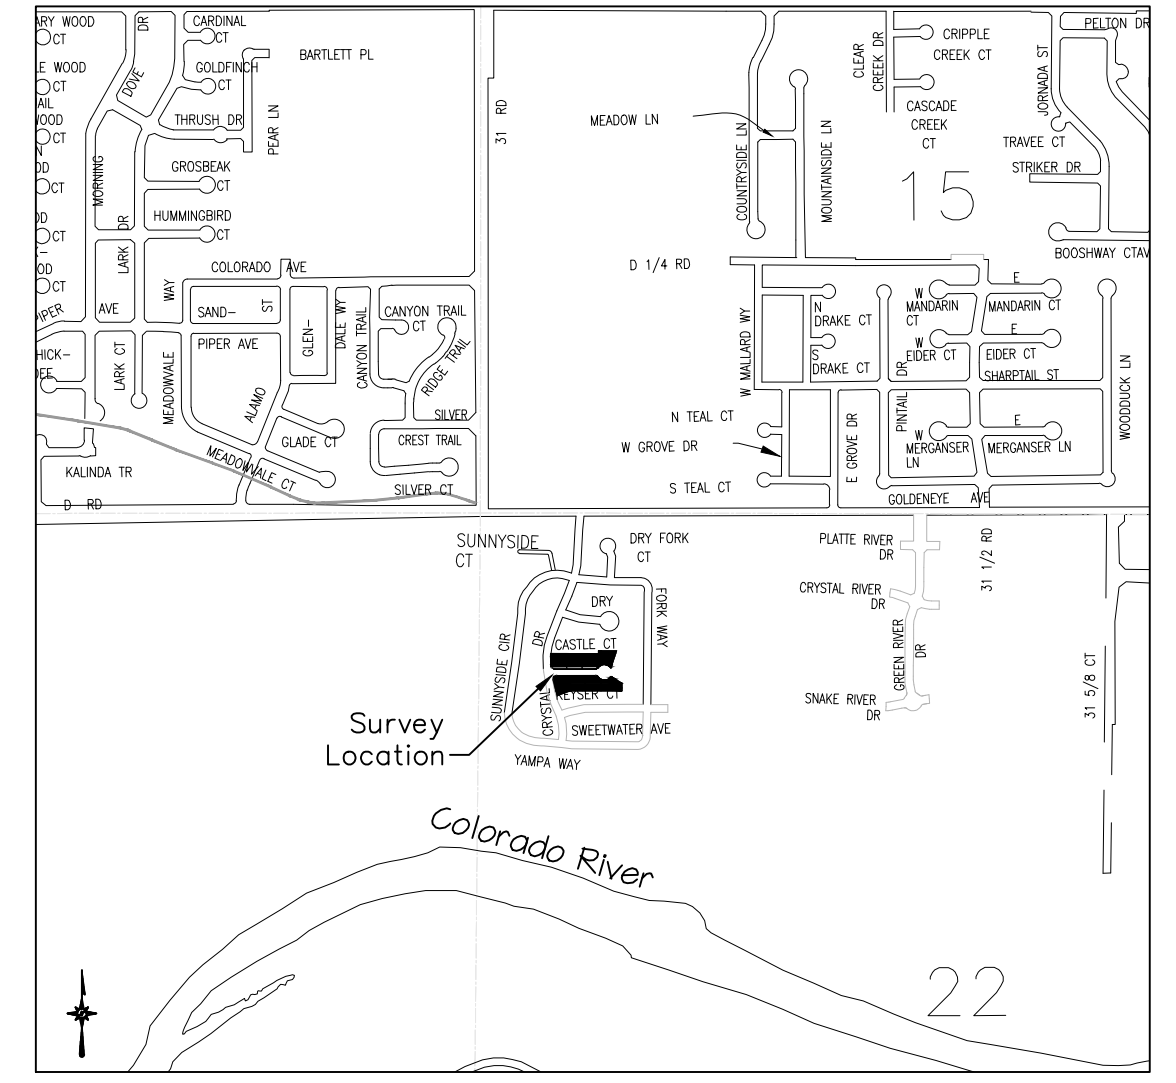 ARY WOOD
CT
DR
CARDINAL
CT
BARTLETT PL
LE WOOD
CT
DOVE
GOLDFINCH
CT
AIL
WOOD
CT
THRUSH DR
PEAR LN
31 RD
MEADOW LN
COUNTRYSIDE LN
MOUNTAINSIDE LN
CLEAR
CREEK DR
CRIPPLE
CREEK CT
CASCADE
CREEK
CT
JORNADA ST
PELTON DR
TRAVEE CT
STRIKER DR
15
BOOSHWAY CT
AV
N
OD
CT
MORNING
GROSBEAK
CT
OD
CT
LARK DR
HUMMINGBIRD
CT
K-
OD
CT
COLORADO AVE
D 1/4 RD
PIPER AVE
WAY
SAND-
ST
GLEN-
DALE WY
CANYON TRAIL
CANYON TRAIL
CT
PIPER AVE
HICK-
DEE
CT
LARK CT
MEADOWVALE
ALAMO
RIDGE TRAIL
SILVER
GLADE CT
CREST TRAIL
MEADOWVALE CT
SILVER CT
KALINDA TR
D RD
W MALLARD WY
N
DRAKE CT
S
DRAKE CT
W
MANDARIN
CT
E
MANDARIN CT
W
EIDER CT
E
EIDER CT
DR
SHARPTAIL ST
PINTAIL
WOODDUCK LN
N TEAL CT
W GROVE DR
S TEAL CT
E GROVE DR
W
MERGANSER
LN
E
MERGANSER LN
GOLDENEYE AVE
SUNNYSIDE
CT
DRY FORK
CT
PLATTE RIVER
DR
31 1/2 RD
CRYSTAL RIVER
DR
DRY
FORK WAY
SUNNYSIDE CIR
DR
CASTLE CT
KEYSER CT
CRYSTAL
GREEN RIVER
DR
SNAKE RIVER
DR
31 5/8 CT
SWEETWATER AVE
YAMPA WAY
Survey
Location
Colorado River
22